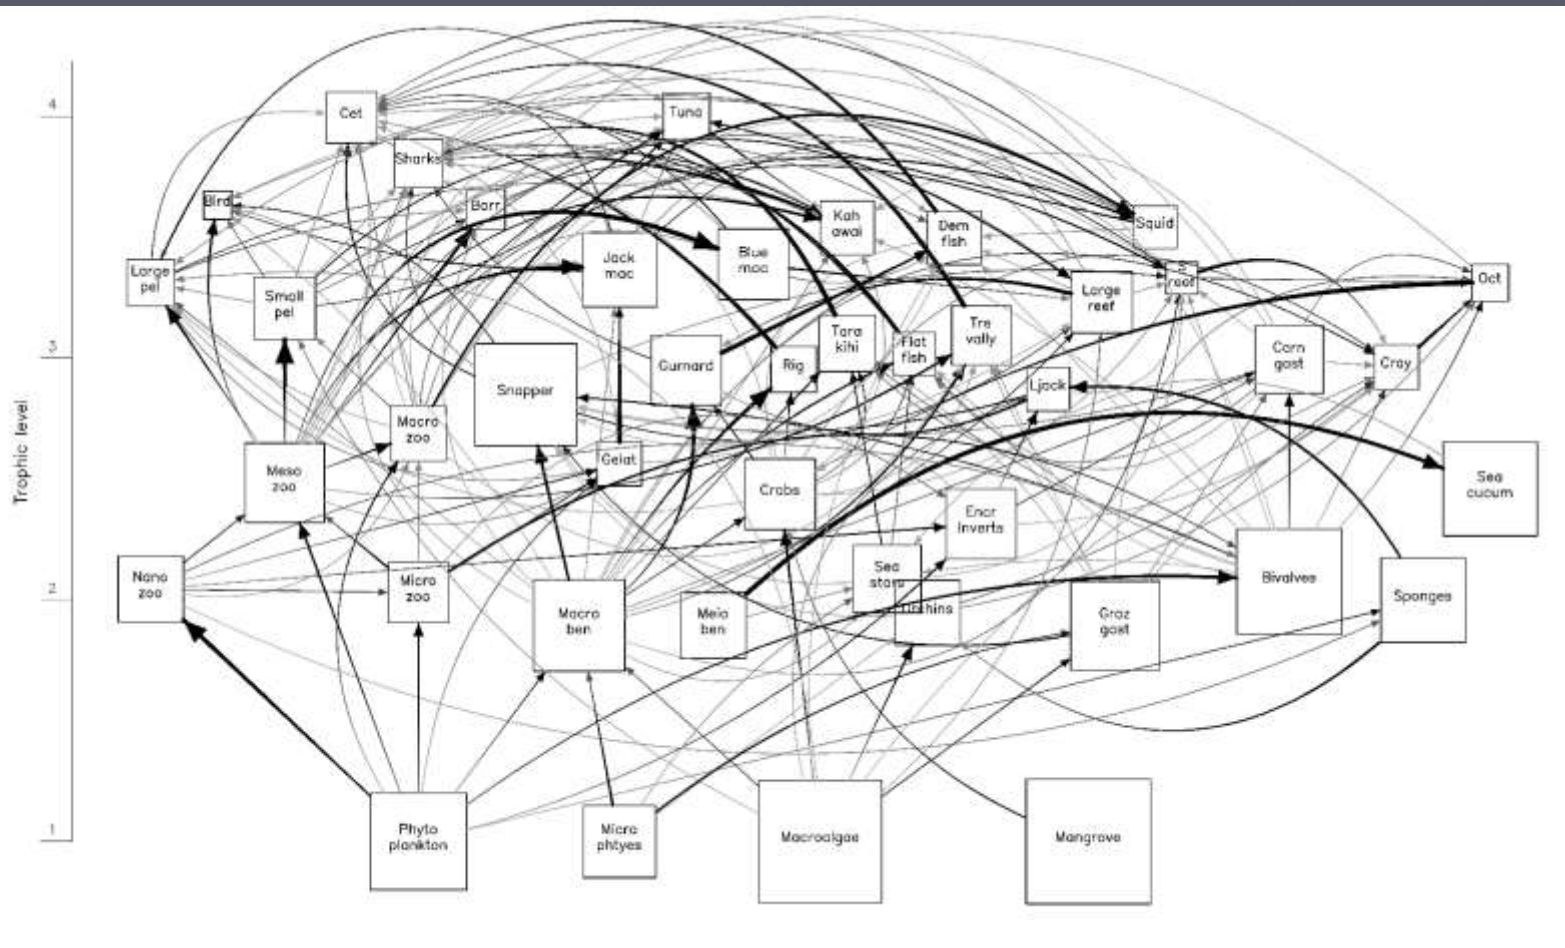 Trophic level
4
3
2
1
Cet
Tuna
Sharks
Bird
Barr
Kah
awai
Dem
fish
Squid
Large
pel
Small
pel
Jack
mac
Blue
mac
Large
reef
reef
Oct
Snapper
Gurnard
Rig
Tara
kihi
Flat
fish
Tre
vally
Ljack
Carn
gast
Cray
Macro
zoo
Meso
zoo
Gelat
Crabs
Encr
Inverts
Sea
cucum
Nano
zoo
Micro
zoo
Macro
ben
Meio
ben
Sea
stars
Urchins
Graz
gast
Bivalves
Sponges
Phyto
plankton
Micro
phtyes
Macroalgae
Mangrove